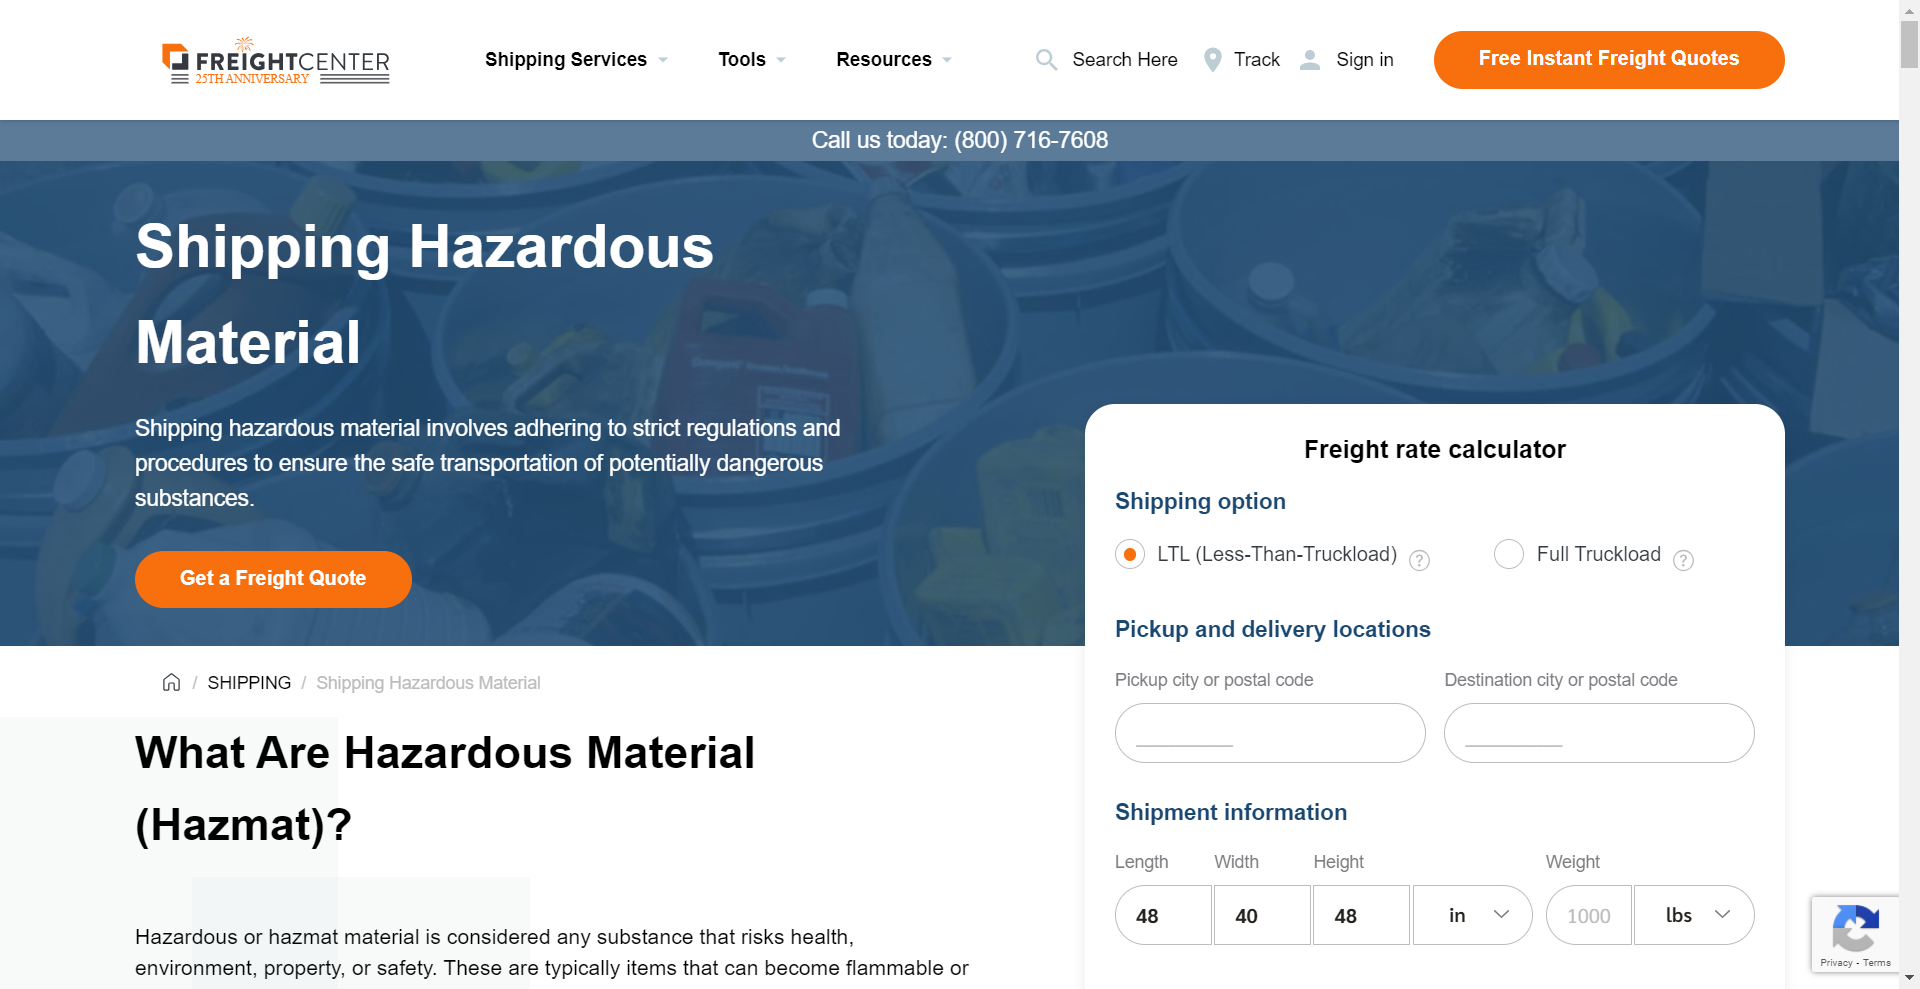 FREIGHTCENTER
25TH ANNIVERSARY
Shipping Services
Tools
Resources
Search Here
Track
Sign in
Free Instant Freight Quotes
Call us today: (800) 716-7608
Shipping Hazardous
Material
Shipping hazardous material involves adhering to strict regulations and
procedures to ensure the safe transportation of potentially dangerous
substances.
Get a Freight Quote
/ SHIPPING / Shipping Hazardous Material
What Are Hazardous Material
(Hazmat)?
Hazardous or hazmat material is considered any substance that risks health,
environment, property, or safety. These are typically items that can become flammable or
Freight rate calculator
Shipping option
LTL (Less-Than-Truckload) ?
Full Truckload ?
Pickup and delivery locations
Pickup city or postal code
Destination city or postal code
__________
__________
Shipment information
Length Width Height Weight
48 40 48 in 1000 lbs
Privacy - Terms